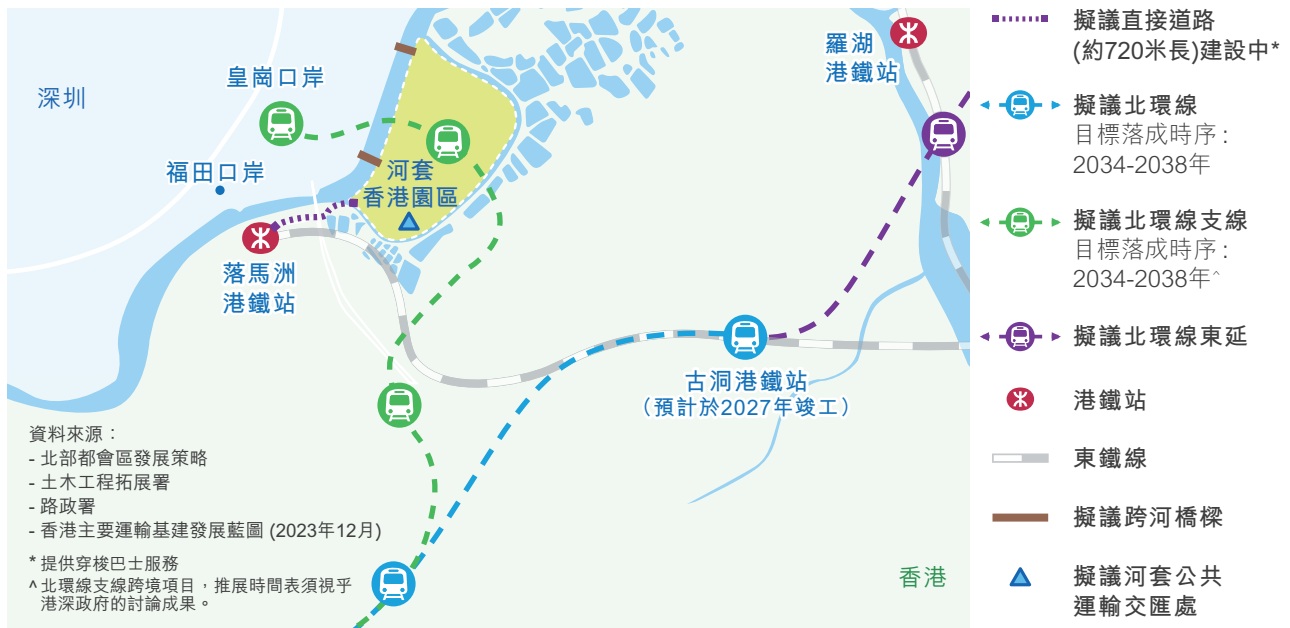 深圳
皇崗口岸
福田口岸
羅湖
港鐵站
河套
香港園區
落馬洲
港鐵站
古洞港鐵站
（預計於2027年竣工）
香港
資料來源：
- 北部都會區發展策略
- 土木工程拓展署
- 路政署
- 香港主要運輸基建發展藍圖 (2023年12月)
* 提供穿梭巴士服務
^ 北環線支線跨境項目，推展時間表須視乎
港深政府的討論成果。
擬議直接道路
(約720米長)建設中*
擬議北環線
目標落成時序：
2034-2038年
擬議北環線支線
目標落成時序：
2034-2038年^
擬議北環線東延
港鐵站
東鐵線
擬議跨河橋樑
擬議河套公共
運輸交匯處